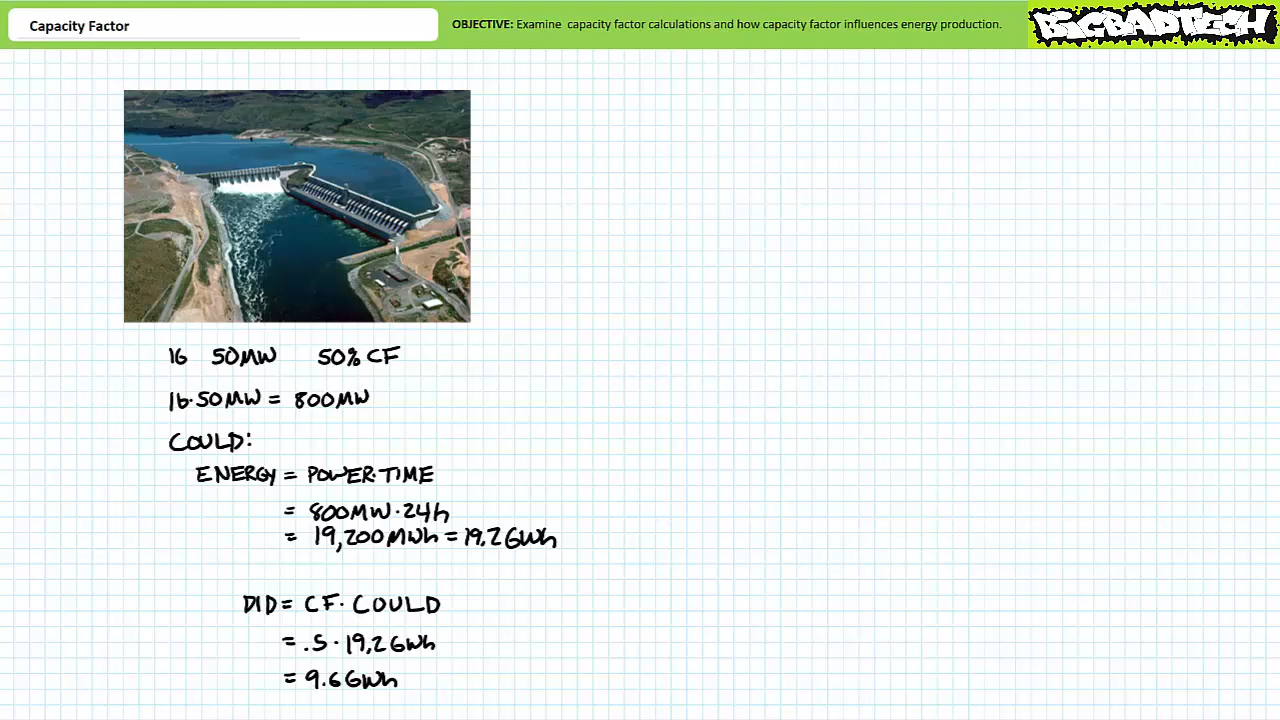 Capacity Factor
OBJECTIVE: Examine capacity factor calculations and how capacity factor influences energy production.
BIGBADTECH
16 50MW 50% CF
16·50MW = 800MW
COULD:
ENERGY = POWER·TIME
= 800MW·24h
= 19,200MWh = 19.2GWh
DID = CF·COULD
= .5·19.2GWh
= 9.6GWh